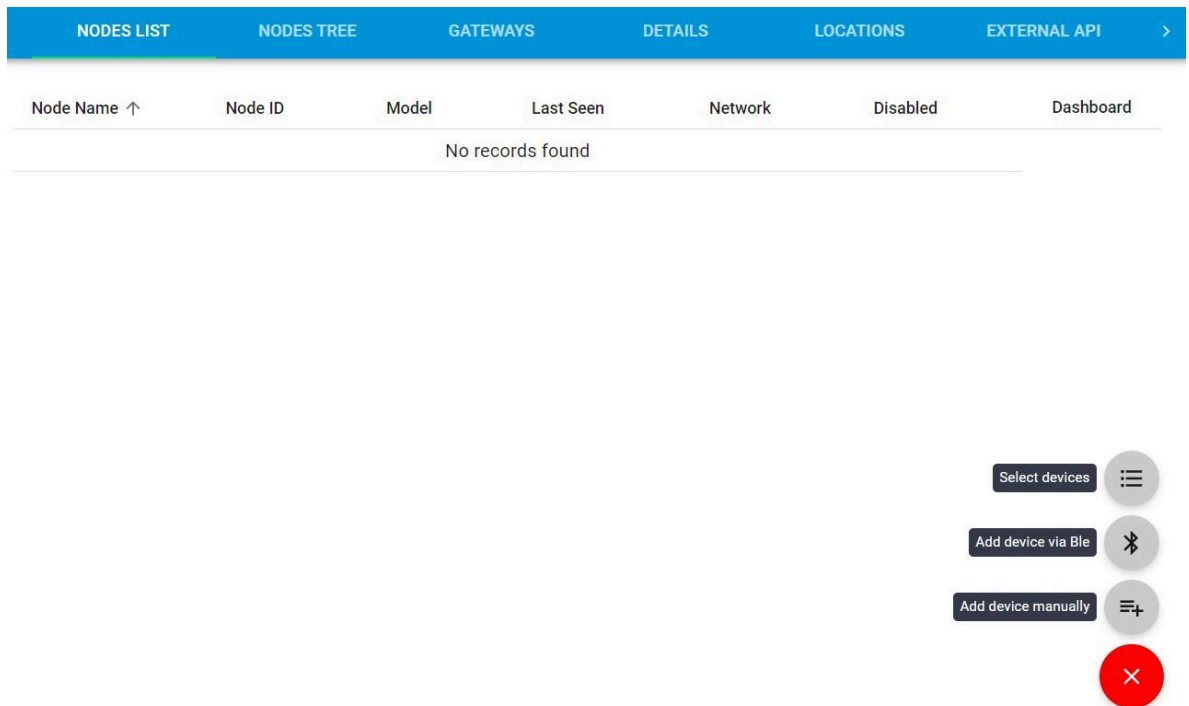 NODES LIST NODES TREE GATEWAYS DETAILS LOCATIONS EXTERNAL API
Node Name Node ID Model Last Seen Network Disabled Dashboard
No records found
Select devices
Add device via Ble
Add device manually